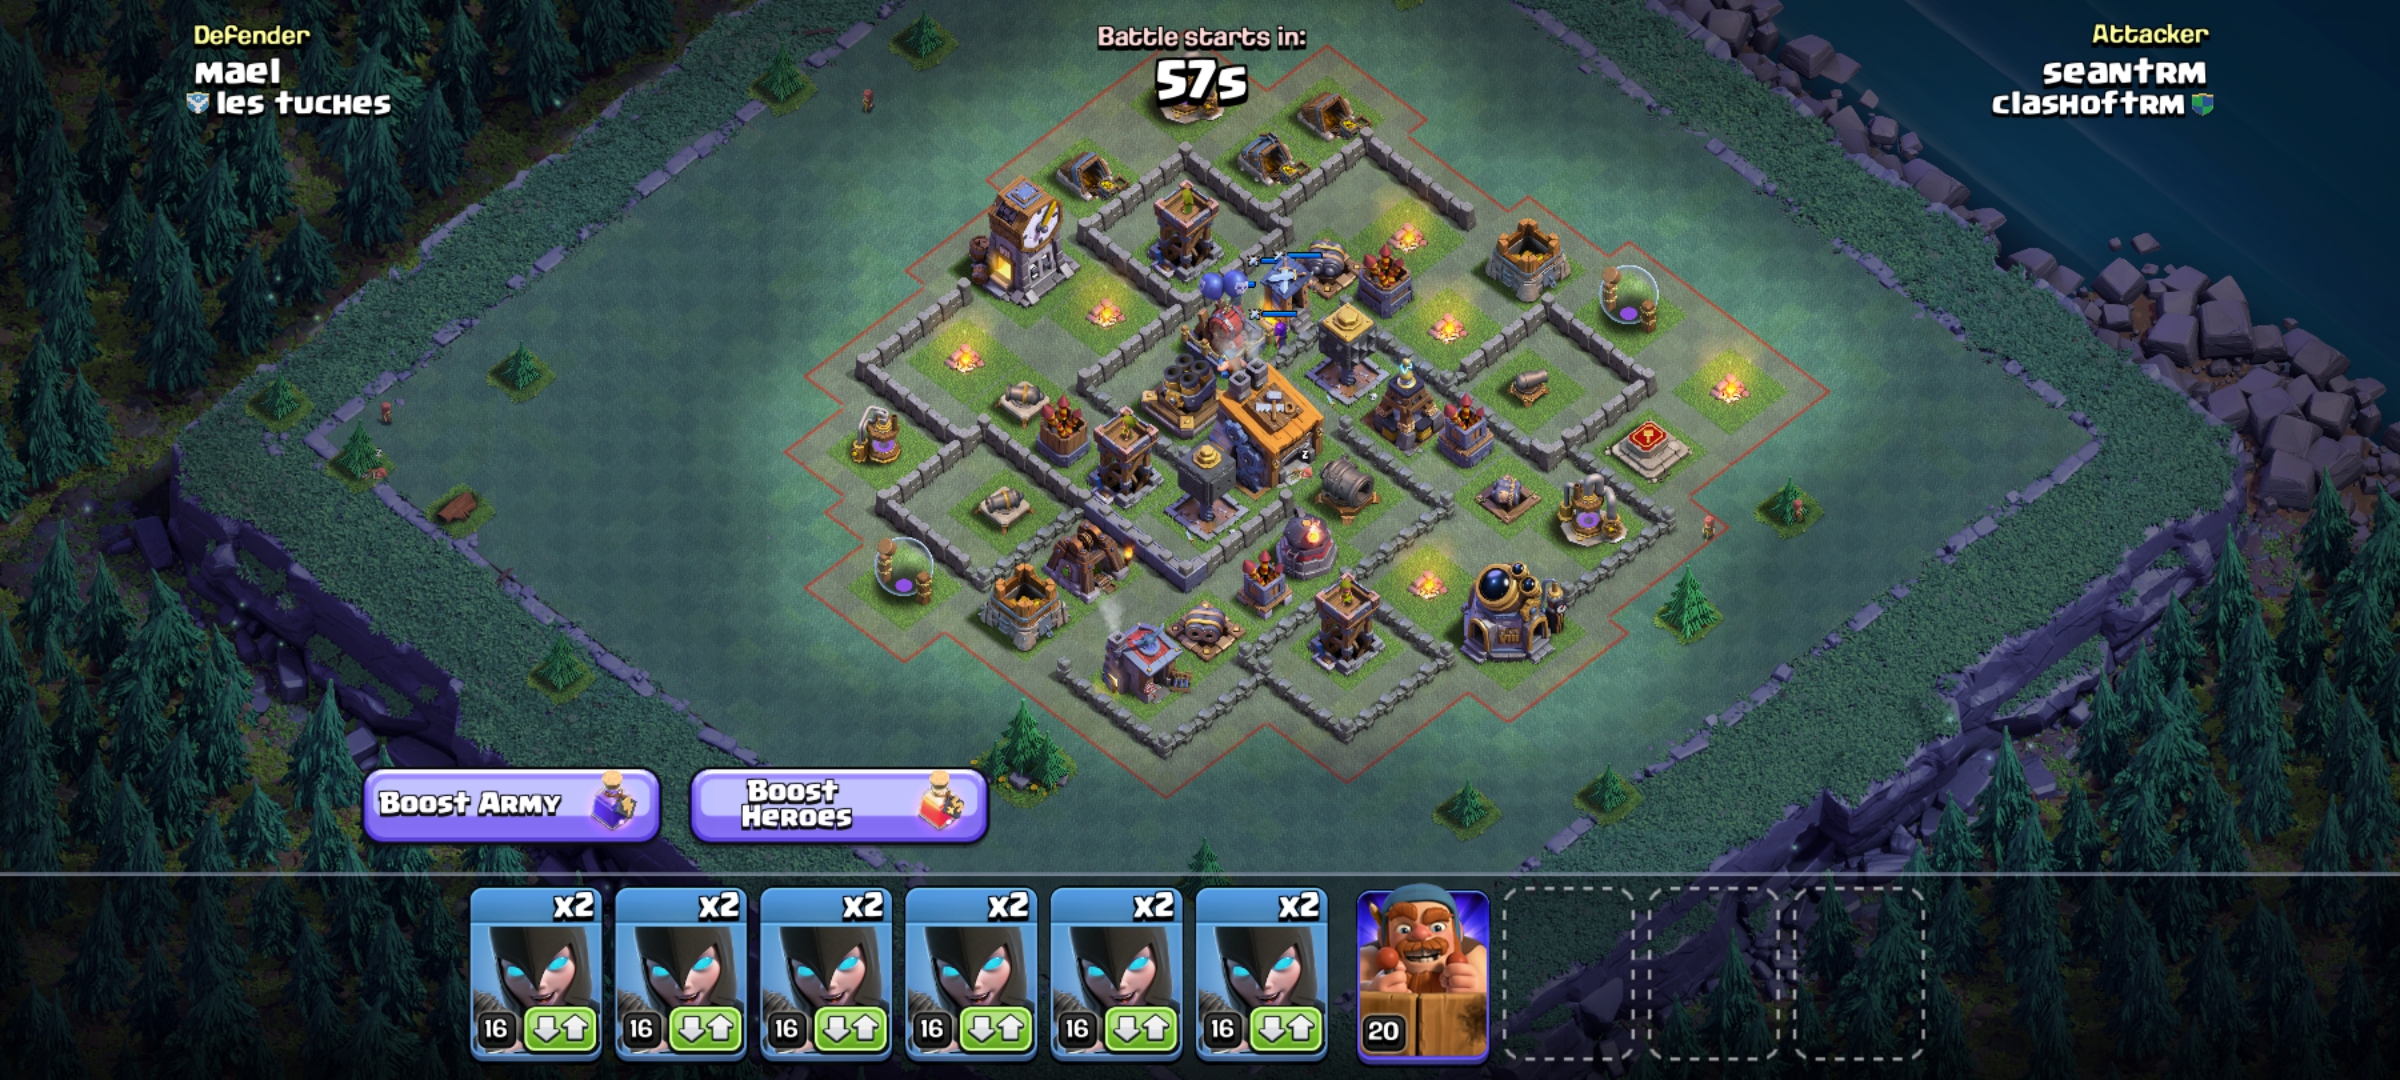 Defender
mael
les tuches
Battle starts in:
57s
Attacker
seantRM
clashoftRM
Boost Army
Boost
Heroes
x2
x2
x2
x2
x2
x2
16
16
16
16
16
16
20